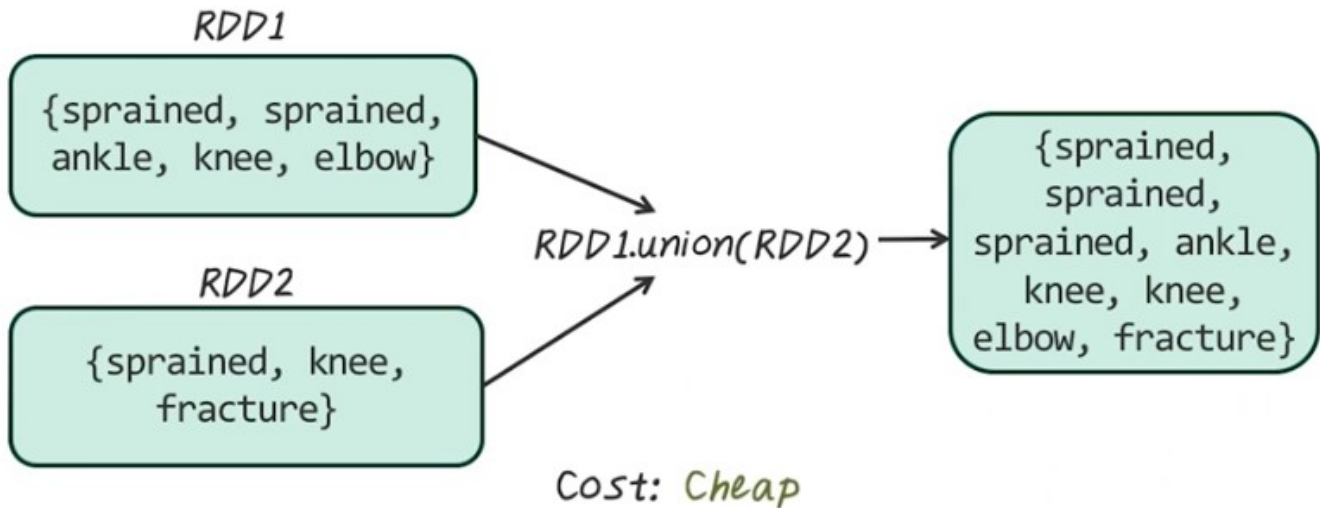 RDD1
{sprained, sprained,
ankle, knee, elbow}
RDD2
{sprained, knee,
fracture}
RDD1.union(RDD2)
{sprained,
sprained,
sprained, ankle,
knee, knee,
elbow, fracture}
Cost: Cheap